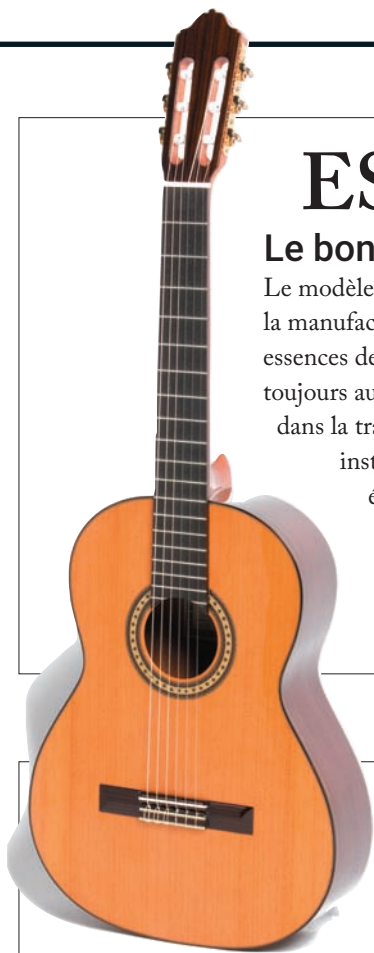 ES
Le bon
Le modèle
la manufac
essences de
toujours au
dans la tra
inst
é